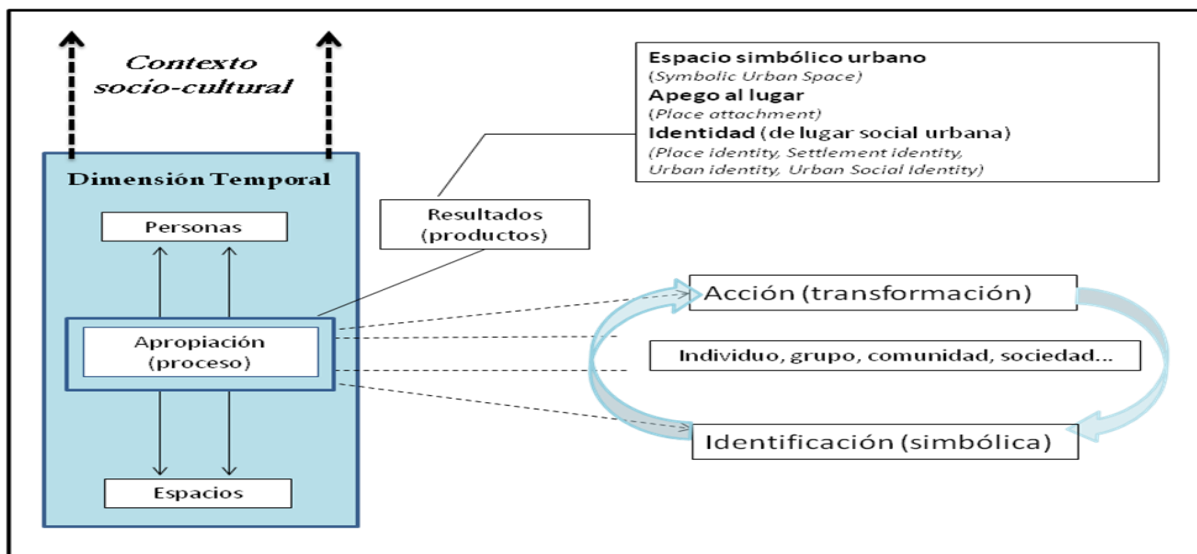 Contexto
socio-cultural
Dimensión Temporal
Personas
Apropiación
(proceso)
Espacios
Resultados
(productos)
Espacio simbólico urbano
(Symbolic Urban Space)
Apego al lugar
(Place attachment)
Identidad (de lugar social urbana)
(Place identity, Settlement identity,
Urban identity, Urban Social Identity)
Acción (transformación)
Individuo, grupo, comunidad, sociedad...
Identificación (simbólica)